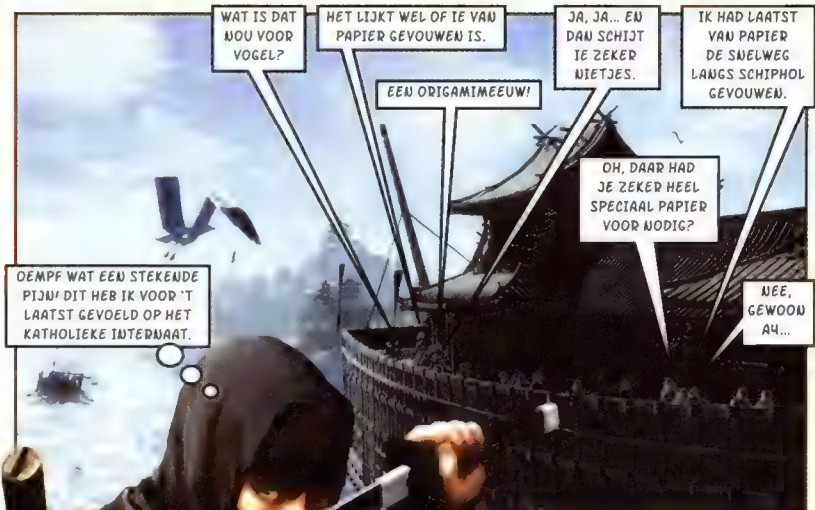 WAT IS DAT
NOU VOOR
VOGEL?
HET LIJKT WEL OF IE VAN
PAPIER GEVOUWEN IS.
EEN ORIGAMIMEEUW!
JA, JA... EN
DAN SCHIJT
IE ZEKER
NIETJES.
IK HAD LAATST
VAN PAPIER
DE SNELWEG
LANGS SCHIPHOL
GEVOUWEN.
OH, DAAR HAD
JE ZEKER HEEL
SPECIAAL PAPIER
VOOR NODIG?
NEE,
GEWOON
A4...
OEMPF WAT EEN STEKENDE
PIJN! DIT HEB IK VOOR 'T
LAATST GEVOELD OP HET
KATHOLIEKE INTERNAAT.